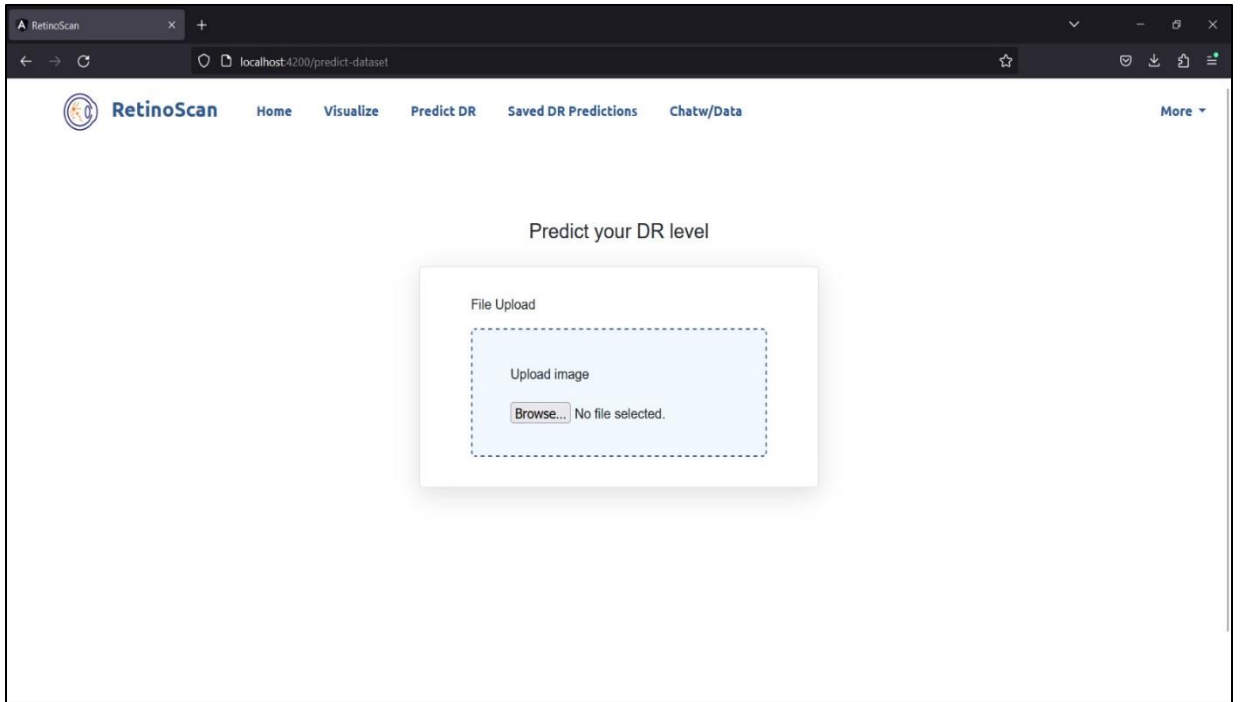 RetinoScan
localhost:4200/predict-dataset
RetinoScan Home Visualize Predict DR Saved DR Predictions Chatw/Data More
Predict your DR level
File Upload
Upload image
Browse... No file selected.